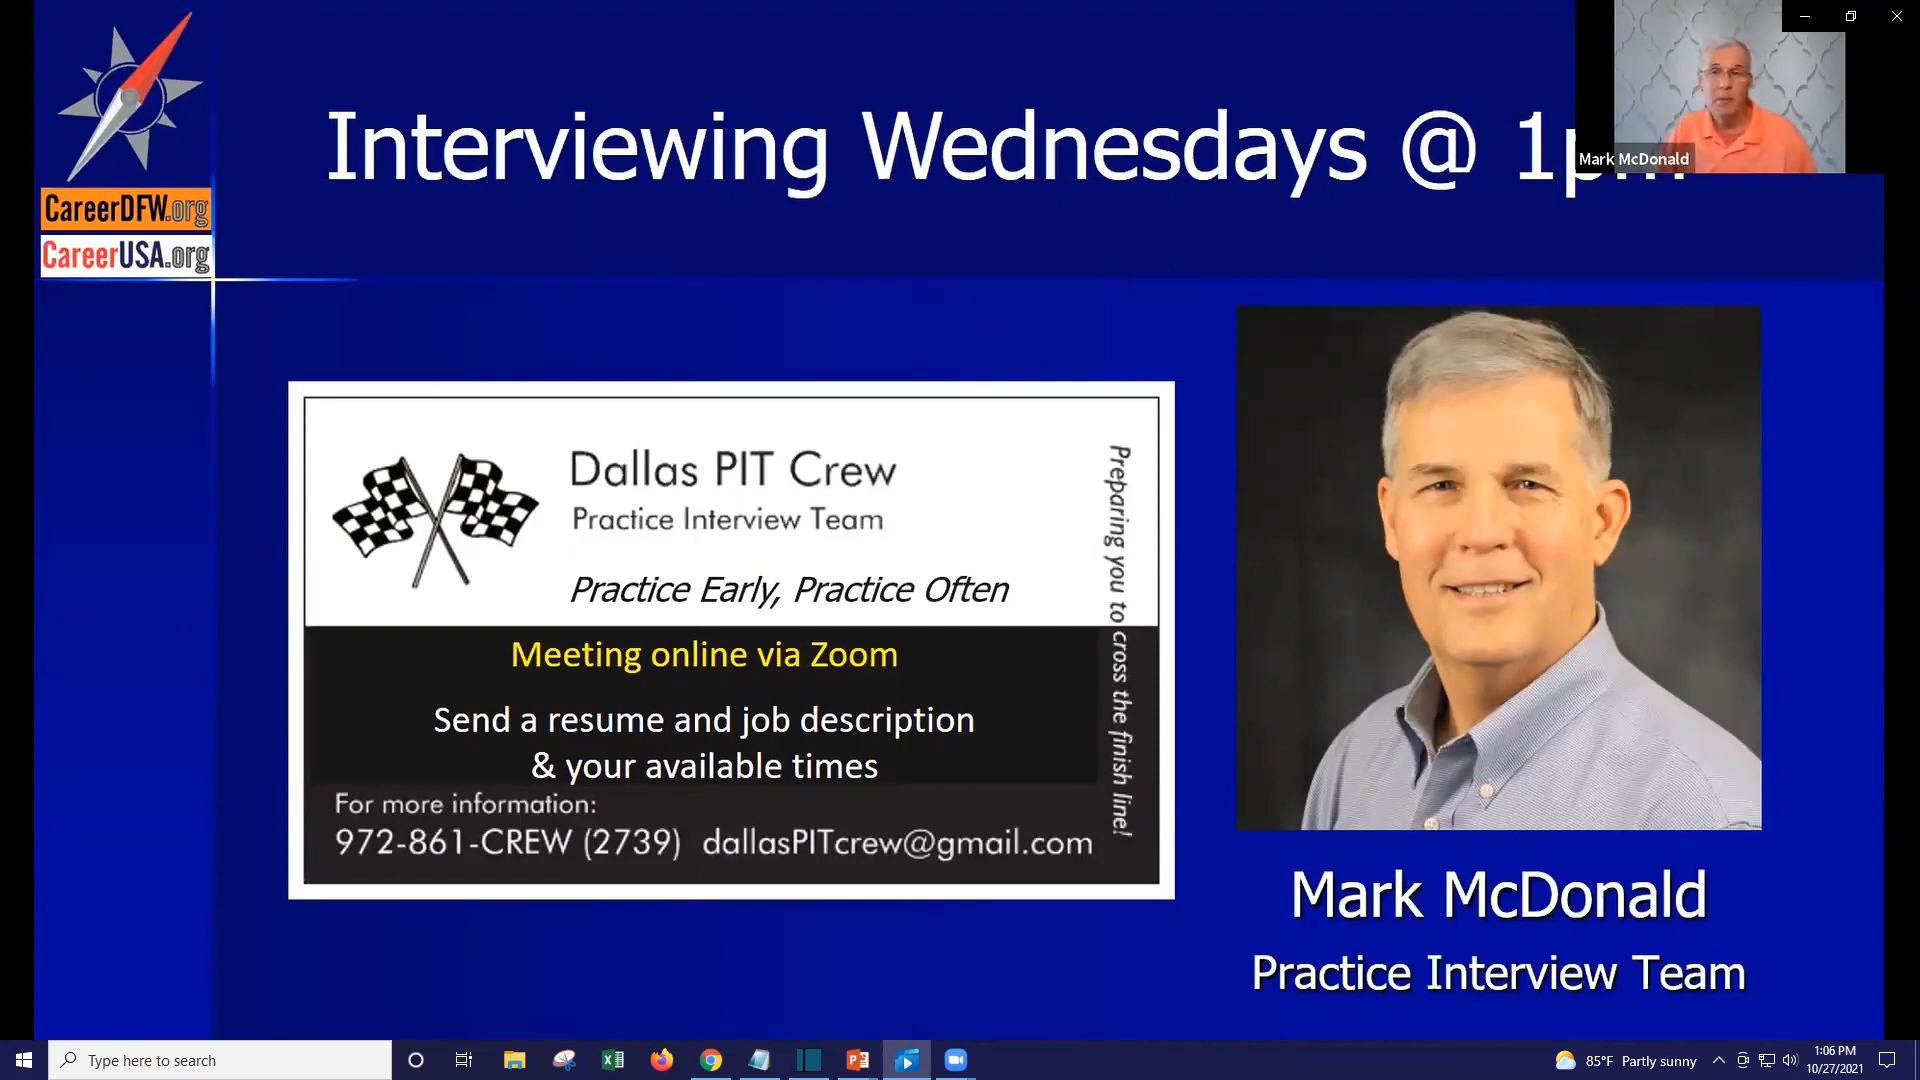 CareerDFW.org
CareerUSA.org
Interviewing Wednesdays @ 1pm
Mark McDonald
Dallas PIT Crew
Practice Interview Team
Practice Early, Practice Often
Preparing you to cross the finish line!
Meeting online via Zoom
Send a resume and job description
& your available times
For more information:
972-861-CREW (2739) dallasPITcrew@gmail.com
Mark McDonald
Practice Interview Team
Type here to search
85°F Partly sunny
1:06 PM
10/27/2021